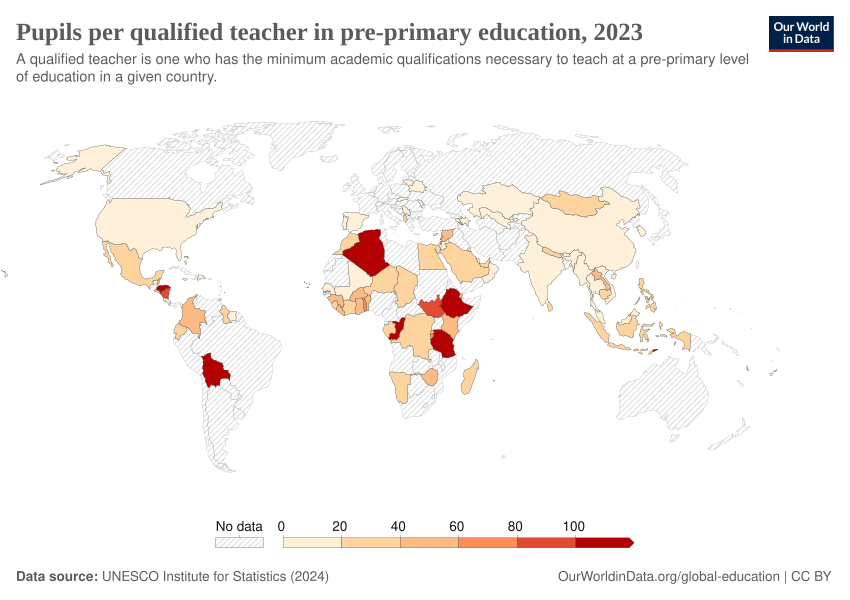 Pupils per qualified teacher in pre-primary education, 2023
Our World
in Data
A qualified teacher is one who has the minimum academic qualifications necessary to teach at a pre-primary level
of education in a given country.
No data 0 20 40 60 80 100
Data source: UNESCO Institute for Statistics (2024)
OurWorldinData.org/global-education | CC BY